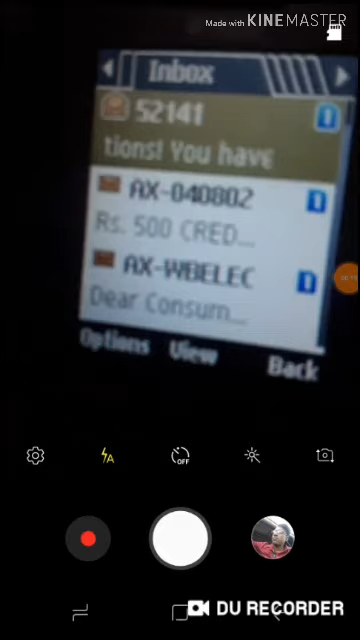 Made with KINEMASTER
Inbox
52141
tions! You have
AX-040802
Rs. 500 CRED...
AX-WBELEC
Dear Consum...
Options View Back
OFF
DU RECORDER